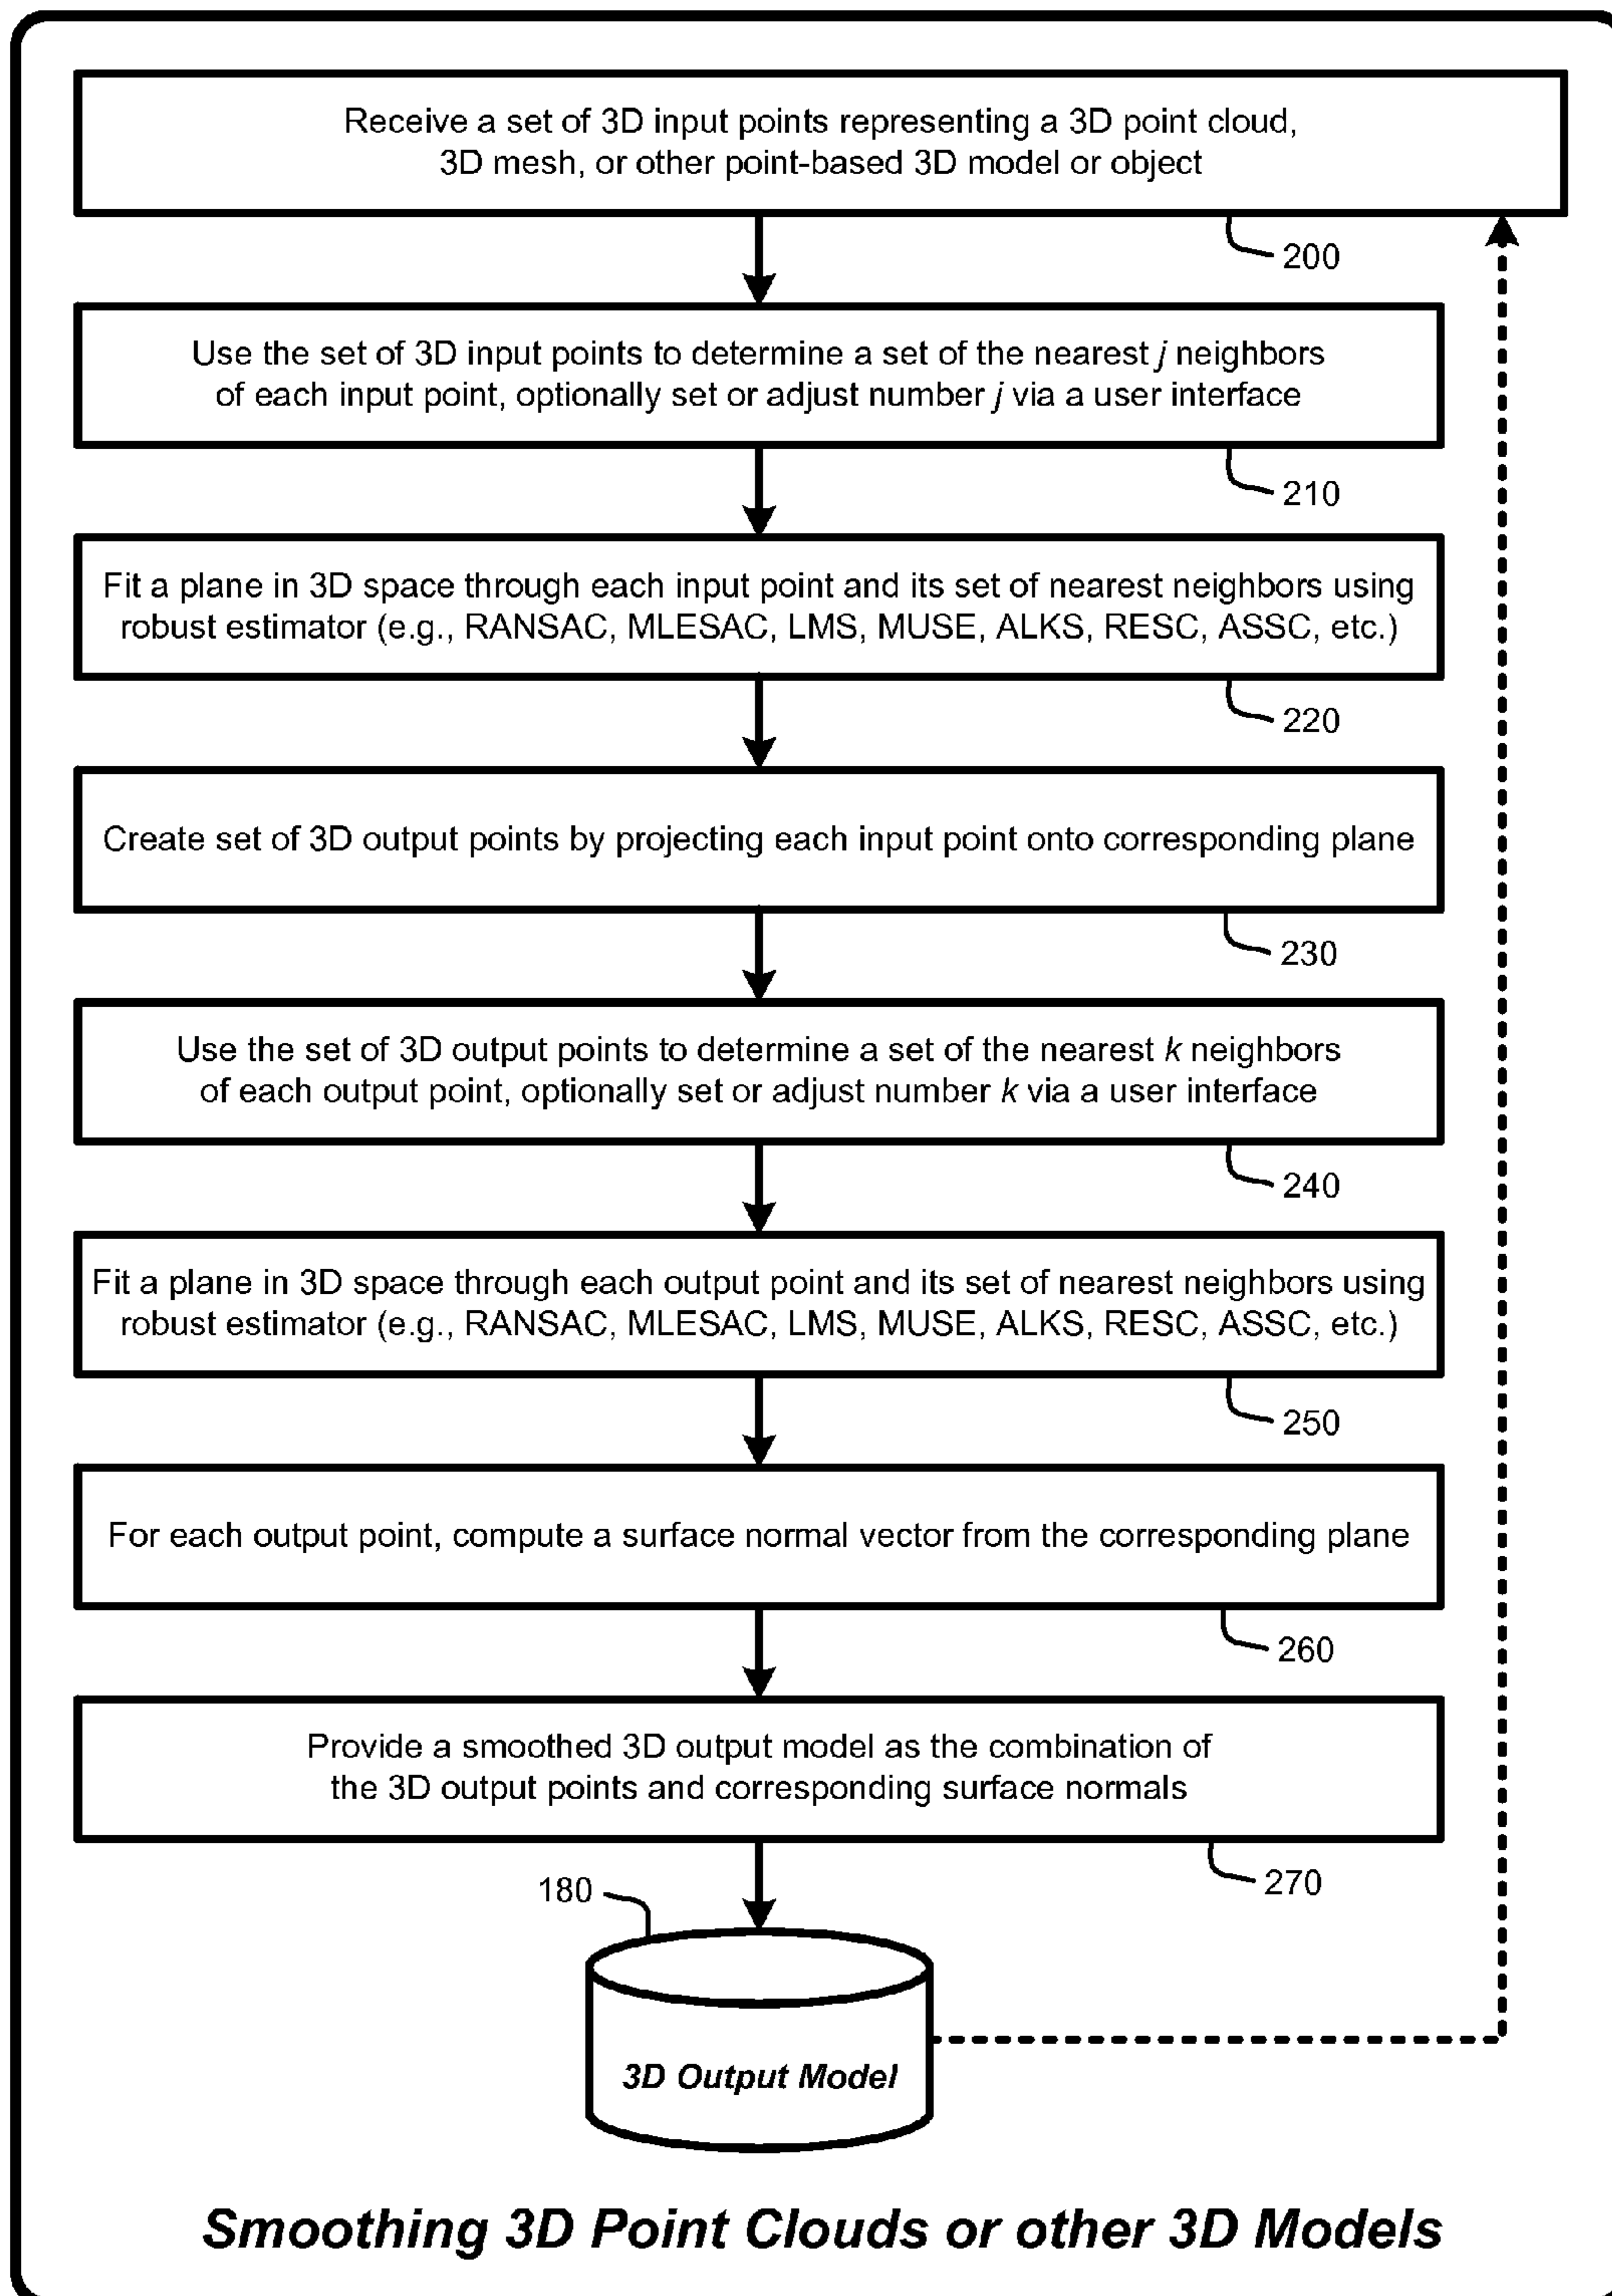 Receive a set of 3D input points representing a 3D point cloud,
3D mesh, or other point-based 3D model or object
200
Use the set of 3D input points to determine a set of the nearest j neighbors
of each input point, optionally set or adjust number j via a user interface
210
Fit a plane in 3D space through each input point and its set of nearest neighbors using
robust estimator (e.g., RANSAC, MLESAC, LMS, MUSE, ALKS, RESC, ASSC, etc.)
220
Create set of 3D output points by projecting each input point onto corresponding plane
230
Use the set of 3D output points to determine a set of the nearest k neighbors
of each output point, optionally set or adjust number k via a user interface
240
Fit a plane in 3D space through each output point and its set of nearest neighbors using
robust estimator (e.g., RANSAC, MLESAC, LMS, MUSE, ALKS, RESC, ASSC, etc.)
250
For each output point, compute a surface normal vector from the corresponding plane
260
Provide a smoothed 3D output model as the combination of
the 3D output points and corresponding surface normals
270
180
3D Output Model
Smoothing 3D Point Clouds or other 3D Models